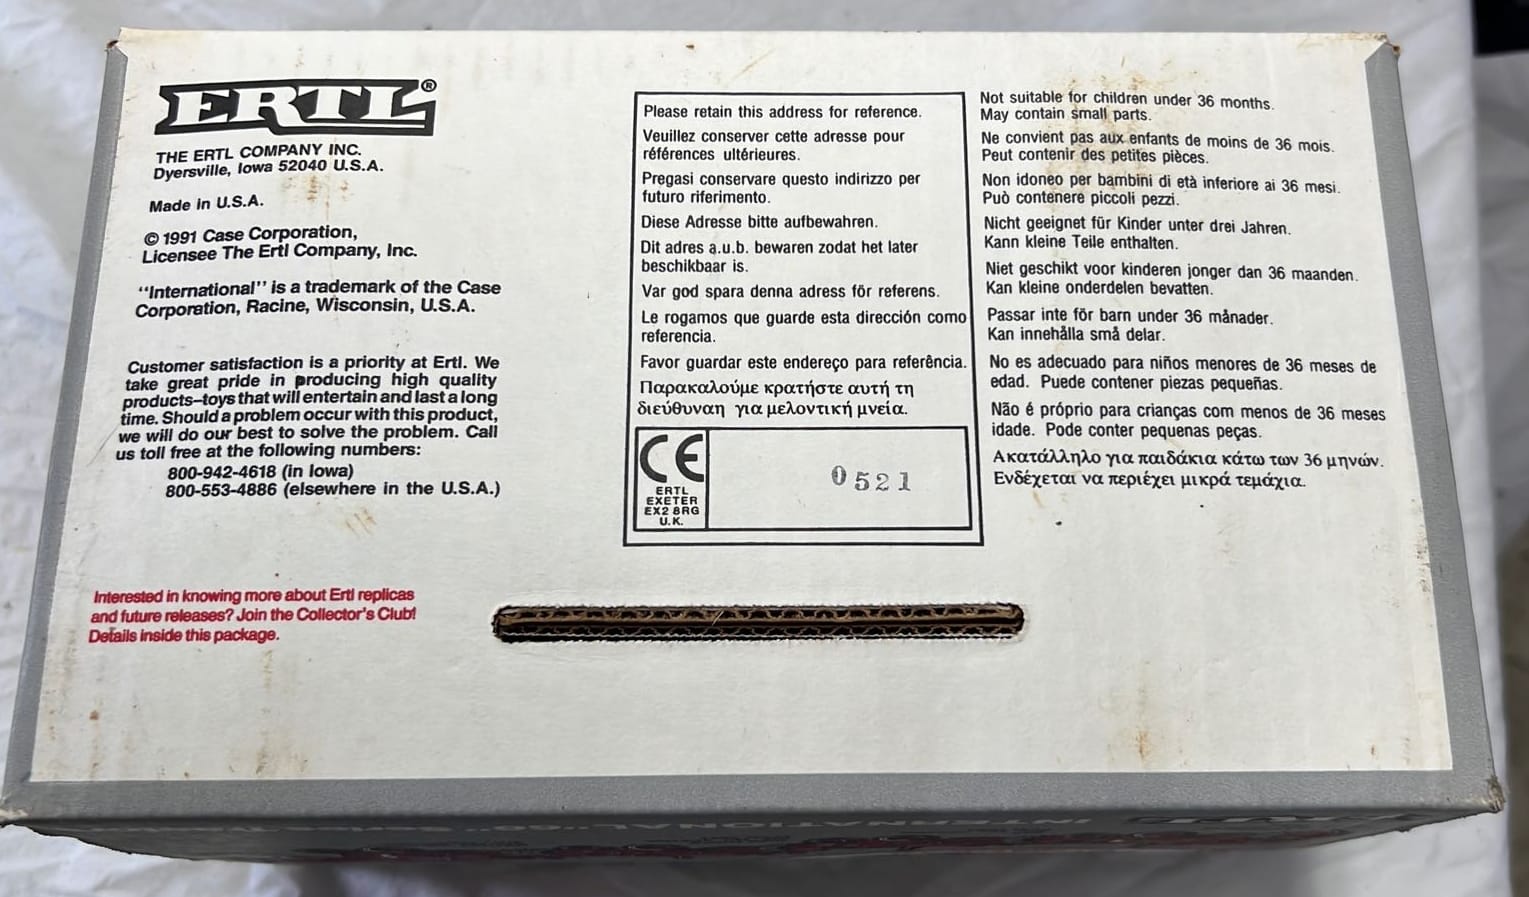 ERTL®
THE ERTL COMPANY INC.
Dyersville, Iowa 52040 U.S.A.
Made in U.S.A.
© 1991 Case Corporation,
Licensee The Ertl Company, Inc.
“International” is a trademark of the Case
Corporation, Racine, Wisconsin, U.S.A.
Customer satisfaction is a priority at Ertl. We
take great pride in producing high quality
products–toys that will entertain and last a long
time. Should a problem occur with this product,
we will do our best to solve the problem. Call
us toll free at the following numbers:
800-942-4618 (in Iowa)
800-553-4886 (elsewhere in the U.S.A.)
Interested in knowing more about Ertl replicas
and future releases? Join the Collector's Club!
Details inside this package.
Please retain this address for reference.
Veuillez conserver cette adresse pour
références ultérieures.
Pregasi conservare questo indirizzo per
futuro riferimento.
Diese Adresse bitte aufbewahren.
Dit adres a.u.b. bewaren zodat het later
beschikbaar is.
Var god spara denna adress för referens.
Le rogamos que guarde esta dirección como
referencia.
Favor guardar este endereço para referência.
Παρακαλούμε κρατήστε αυτή τη
διεύθυναη για μελοντική μνεία.
CE
ERTL
EXETER
EX2 8RG
U.K.
0521
Not suitable for children under 36 months.
May contain small parts.
Ne convient pas aux enfants de moins de 36 mois.
Peut contenir des petites pièces.
Non idoneo per bambini di età inferiore ai 36 mesi.
Può contenere piccoli pezzi.
Nicht geeignet für Kinder unter drei Jahren.
Kann kleine Teile enthalten.
Niet geschikt voor kinderen jonger dan 36 maanden.
Kan kleine onderdelen bevatten.
Passar inte för barn under 36 månader.
Kan innehålla små delar.
No es adecuado para niños menores de 36 meses de
edad. Puede contener piezas pequeñas.
Não é próprio para crianças com menos de 36 meses
idade. Pode conter pequenas peças.
Ακατάλληλο για παιδάκια κάτω των 36 μηνών.
Ενδέχεται να περιέχει μικρά τεμάχια.
INTERNATIONAL "66"